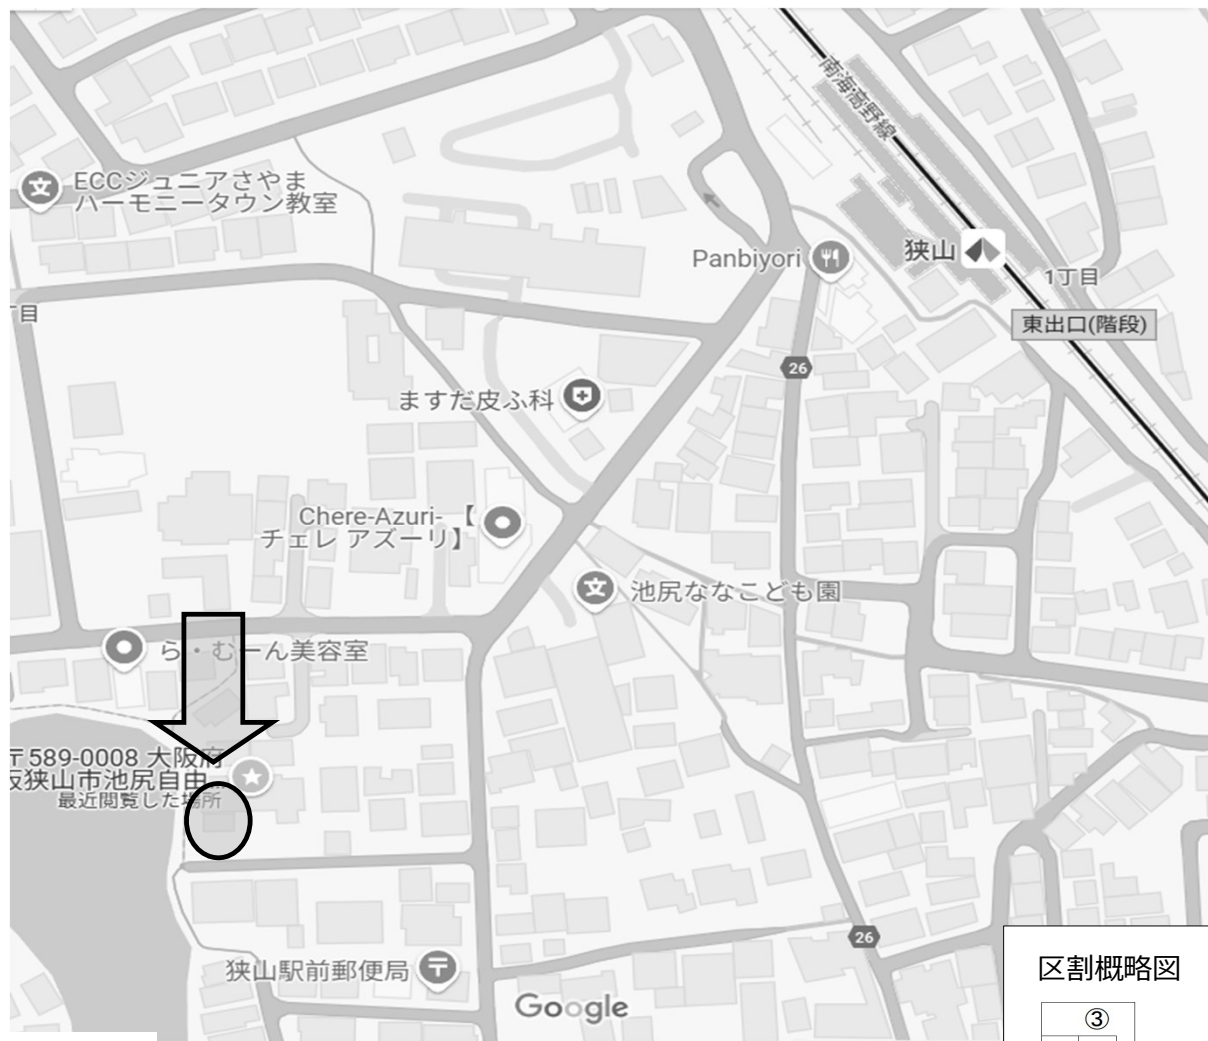 南海高野線
ECCジュニアさやま
ハーモニータウン教室
Panbiyori
狭山
1丁目
丁目
東出口(階段)
26
ますだ皮ふ科
Chere-Azuri-【
チェレ アズーリ】
池尻ななこども園
ら・むーん美容室
〒589-0008 大阪府
阪狭山市池尻自由...
最近閲覧した場所
26
狭山駅前郵便局
Google
区割概略図
③